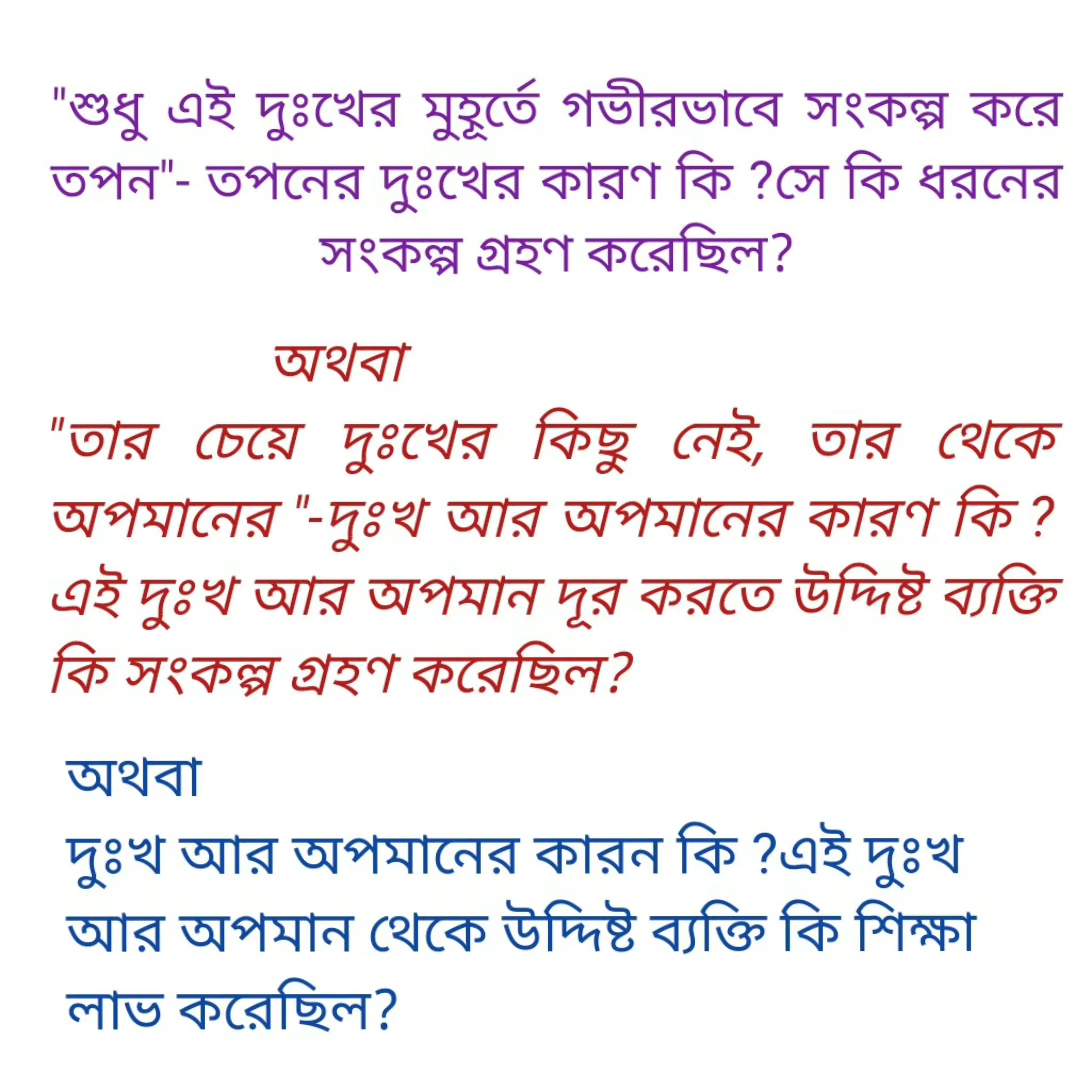 "শুধু এই দুঃখের মুহূর্তে গভীরভাবে সংকল্প করে
তপন"- তপনের দুঃখের কারণ কি ?সে কি ধরনের
সংকল্প গ্রহণ করেছিল?
অথবা
"তার চেয়ে দুঃখের কিছু নেই, তার থেকে
অপমানের "-দুঃখ আর অপমানের কারণ কি ?
এই দুঃখ আর অপমান দূর করতে উদ্দিষ্ট ব্যক্তি
কি সংকল্প গ্রহণ করেছিল?
অথবা
দুঃখ আর অপমানের কারন কি ?এই দুঃখ
আর অপমান থেকে উদ্দিষ্ট ব্যক্তি কি শিক্ষা
লাভ করেছিল?